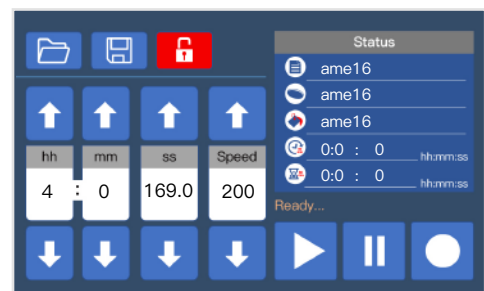 Status
ame16
ame16
ame16
0:0 : 0 hh:mm:ss
0:0 : 0 hh:mm:ss
Ready...
hh mm ss Speed
4 : 0 169.0 200